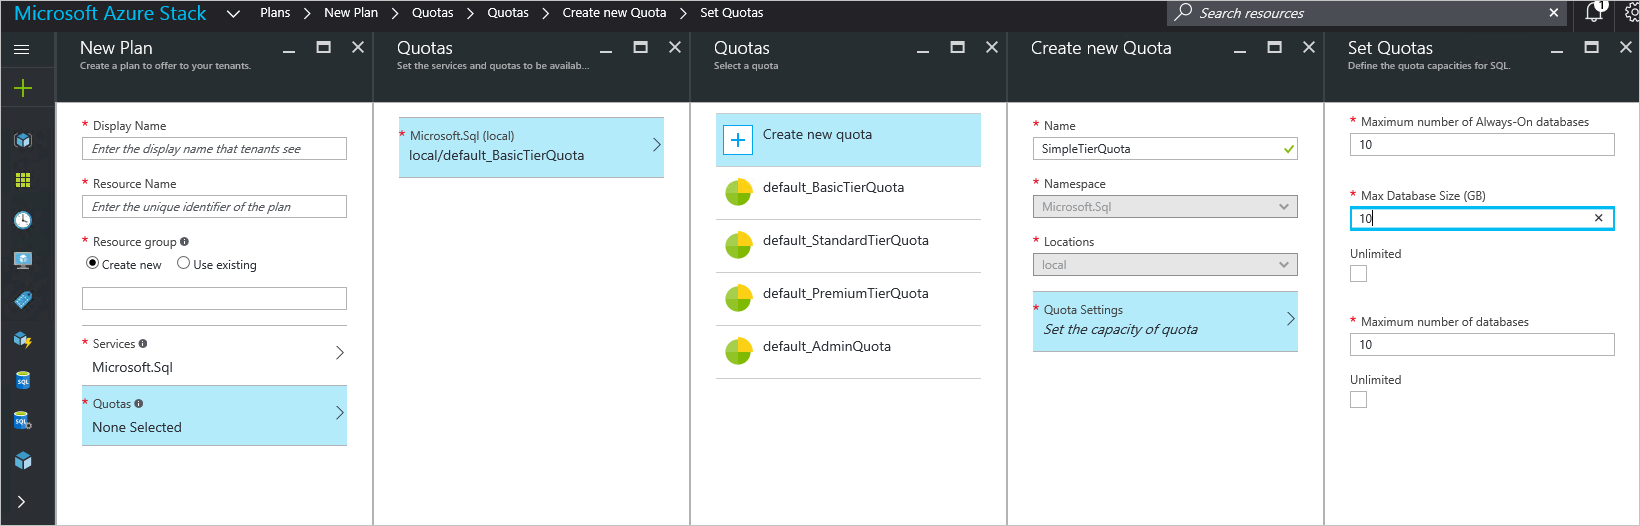 Microsoft Azure Stack Plans New Plan Quotas Quotas Create new Quota Set Quotas Search resources 1
New Plan
Create a plan to offer to your tenants.
* Display Name
Enter the display name that tenants see
* Resource Name
Enter the unique identifier of the plan
* Resource group
Create new Use existing
* Services
Microsoft.Sql
* Quotas
None Selected
SQL
SQL
Quotas
Set the services and quotas to be availab...
* Microsoft.Sql (local)
local/default_BasicTierQuota
Quotas
Select a quota
Create new quota
default_BasicTierQuota
default_StandardTierQuota
default_PremiumTierQuota
default_AdminQuota
Create new Quota
* Name
SimpleTierQuota
* Namespace
Microsoft.Sql
* Locations
local
* Quota Settings
Set the capacity of quota
Set Quotas
Define the quota capacities for SQL.
* Maximum number of Always-On databases
10
* Max Database Size (GB)
10
Unlimited
* Maximum number of databases
10
Unlimited